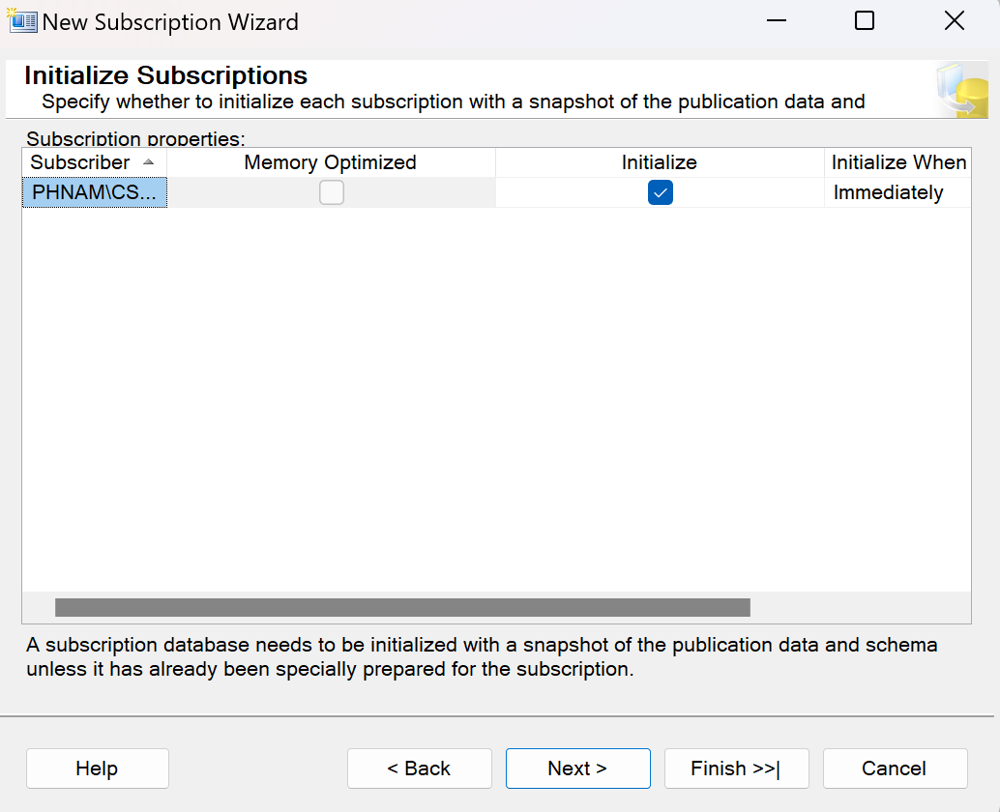 New Subscription Wizard
Initialize Subscriptions
Specify whether to initialize each subscription with a snapshot of the publication data and
Subscription properties:
Subscriber Memory Optimized Initialize Initialize When
PHNAM\CS... Immediately
A subscription database needs to be initialized with a snapshot of the publication data and schema
unless it has already been specially prepared for the subscription.
Help < Back Next > Finish >>| Cancel